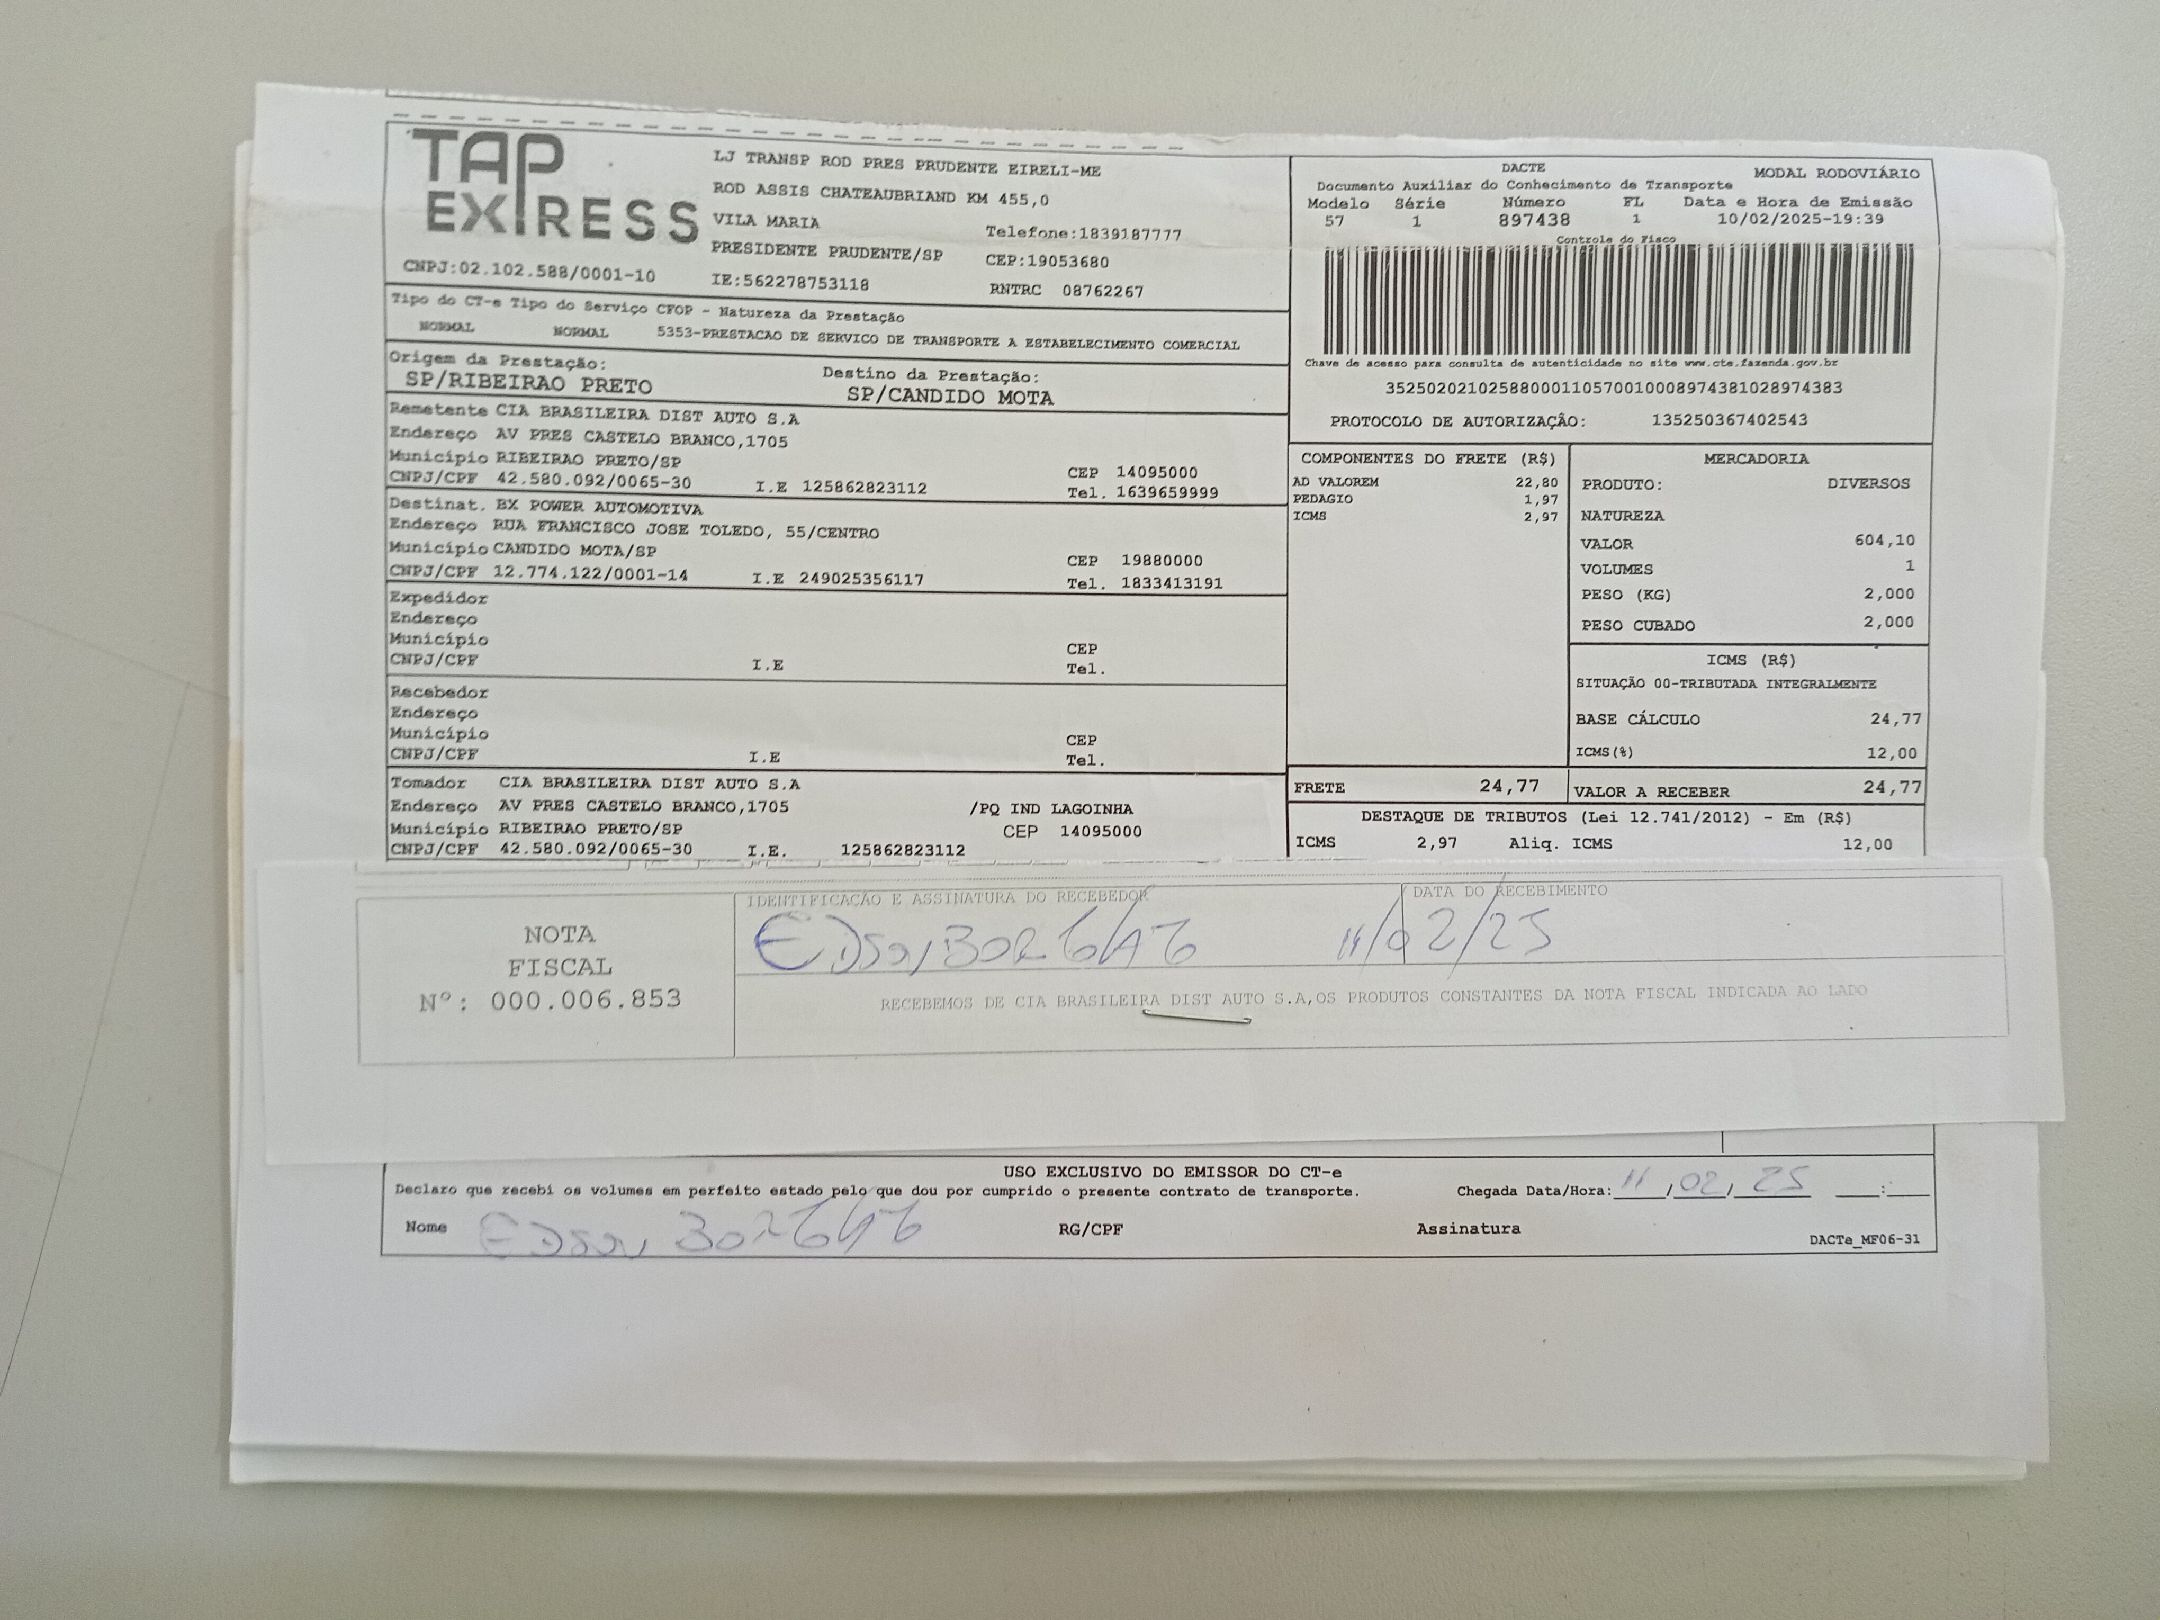 TAP
EXPRESS
LJ TRANSP ROD PRES PRUDENTE EIRELI-ME
ROD ASSIS CHATEAUBRIAND KM 455,0
VILA MARIA
Telefone:1839187777
PRESIDENTE PRUDENTE/SP
CEP:19053680
CNPJ:02.102.588/0001-10
IE:562278753118
RNTRC 08762267
DACTE
MODAL RODOVIÁRIO
Documento Auxiliar do Conhecimento de Transporte
Modelo Série Número FL Data e Hora de Emissão
57 1 897438 1 10/02/2025-19:39
Controle do Fisco
Chave de acesso para consulta de autenticidade no site www.cte.fazenda.gov.br
35250202102588000110570010008974381028974383
PROTOCOLO DE AUTORIZAÇÃO: 135250367402543
Tipo do CT-e Tipo do Serviço CFOP - Natureza da Prestação
NORMAL NORMAL 5353-PRESTACAO DE SERVICO DE TRANSPORTE A ESTABELECIMENTO COMERCIAL
Origem da Prestação:
SP/RIBEIRAO PRETO
Destino da Prestação:
SP/CANDIDO MOTA
Remetente CIA BRASILEIRA DIST AUTO S.A
Endereço AV PRES CASTELO BRANCO,1705
Município RIBEIRAO PRETO/SP CEP 14095000
CNPJ/CPF 42.580.092/0065-30 I.E 125862823112 Tel. 1639659999
Destinat. BX POWER AUTOMOTIVA
Endereço RUA FRANCISCO JOSE TOLEDO, 55/CENTRO
Município CANDIDO MOTA/SP CEP 19880000
CNPJ/CPF 12.774.122/0001-14 I.E 249025356117 Tel. 1833413191
Expedidor
Endereço
Município CEP
CNPJ/CPF I.E Tel.
Recebedor
Endereço
Município CEP
CNPJ/CPF I.E Tel.
Tomador CIA BRASILEIRA DIST AUTO S.A
Endereço AV PRES CASTELO BRANCO,1705 /PQ IND LAGOINHA
Município RIBEIRAO PRETO/SP CEP 14095000
CNPJ/CPF 42.580.092/0065-30 I.E. 125862823112
COMPONENTES DO FRETE (R$)
AD VALOREM 22,80
PEDAGIO 1,97
ICMS 2,97
MERCADORIA
PRODUTO: DIVERSOS
NATUREZA
VALOR 604,10
VOLUMES 1
PESO (KG) 2,000
PESO CUBADO 2,000
ICMS (R$)
SITUAÇÃO 00-TRIBUTADA INTEGRALMENTE
BASE CÁLCULO 24,77
ICMS(%) 12,00
FRETE 24,77
VALOR A RECEBER 24,77
DESTAQUE DE TRIBUTOS (Lei 12.741/2012) - Em (R$)
ICMS 2,97 Aliq. ICMS 12,00
NOTA
FISCAL
Nº: 000.006.853
IDENTIFICAÇÃO E ASSINATURA DO RECEBEDOR
DATA DO RECEBIMENTO
11/02/25
RECEBEMOS DE CIA BRASILEIRA DIST AUTO S.A,OS PRODUTOS CONSTANTES DA NOTA FISCAL INDICADA AO LADO
USO EXCLUSIVO DO EMISSOR DO CT-e
Declaro que recebi os volumes em perfeito estado pelo que dou por cumprido o presente contrato de transporte.
Chegada Data/Hora: 11/02/25 ____:____
Nome
RG/CPF
Assinatura
DACTe_MF06-31